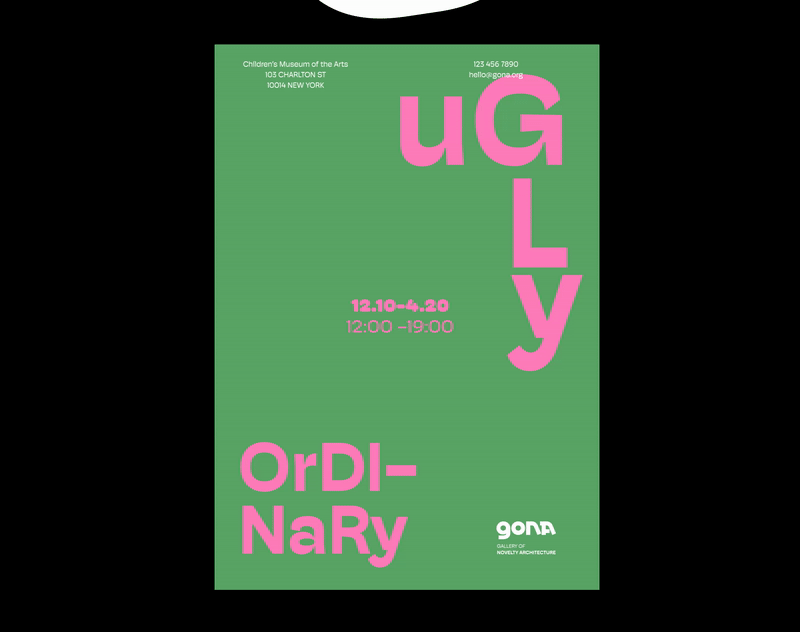 Children's Museum of the Arts
103 CHARLTON ST
10014 NEW YORK
123 456 7890
hello@gona.org
uG
L
y
12.10–4.20
12:00 –19:00
OrDI–
NaRy
gona
GALLERY OF
NOVELTY ARCHITECTURE